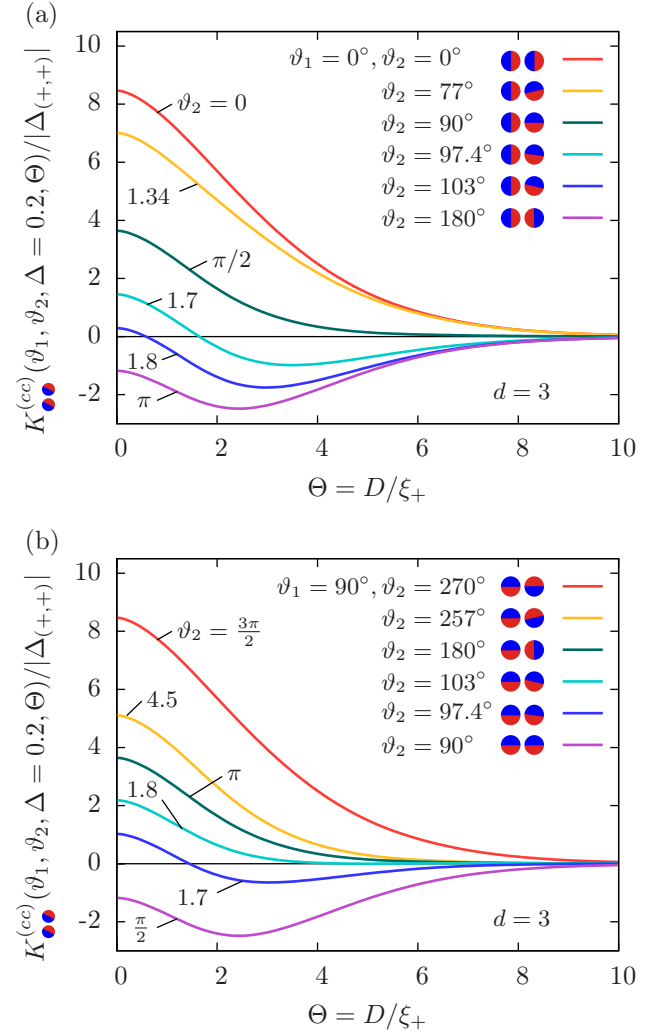 (a)
K^{(cc)}(ϑ₁, ϑ₂, Δ = 0.2, Θ)/|Δ_{(+,+)}|
10
8
6
4
2
0
-2
ϑ₁ = 0°, ϑ₂ = 0°
ϑ₂ = 77°
ϑ₂ = 90°
ϑ₂ = 97.4°
ϑ₂ = 103°
ϑ₂ = 180°
ϑ₂ = 0
1.34
π/2
1.7
1.8
π
d = 3
0 2 4 6 8 10
Θ = D/ξ₊
(b)
K^{(cc)}(ϑ₁, ϑ₂, Δ = 0.2, Θ)/|Δ_{(+,+)}|
10
8
6
4
2
0
-2
ϑ₁ = 90°, ϑ₂ = 270°
ϑ₂ = 257°
ϑ₂ = 180°
ϑ₂ = 103°
ϑ₂ = 97.4°
ϑ₂ = 90°
ϑ₂ = 3π/2
4.5
π
1.8
1.7
π/2
d = 3
0 2 4 6 8 10
Θ = D/ξ₊